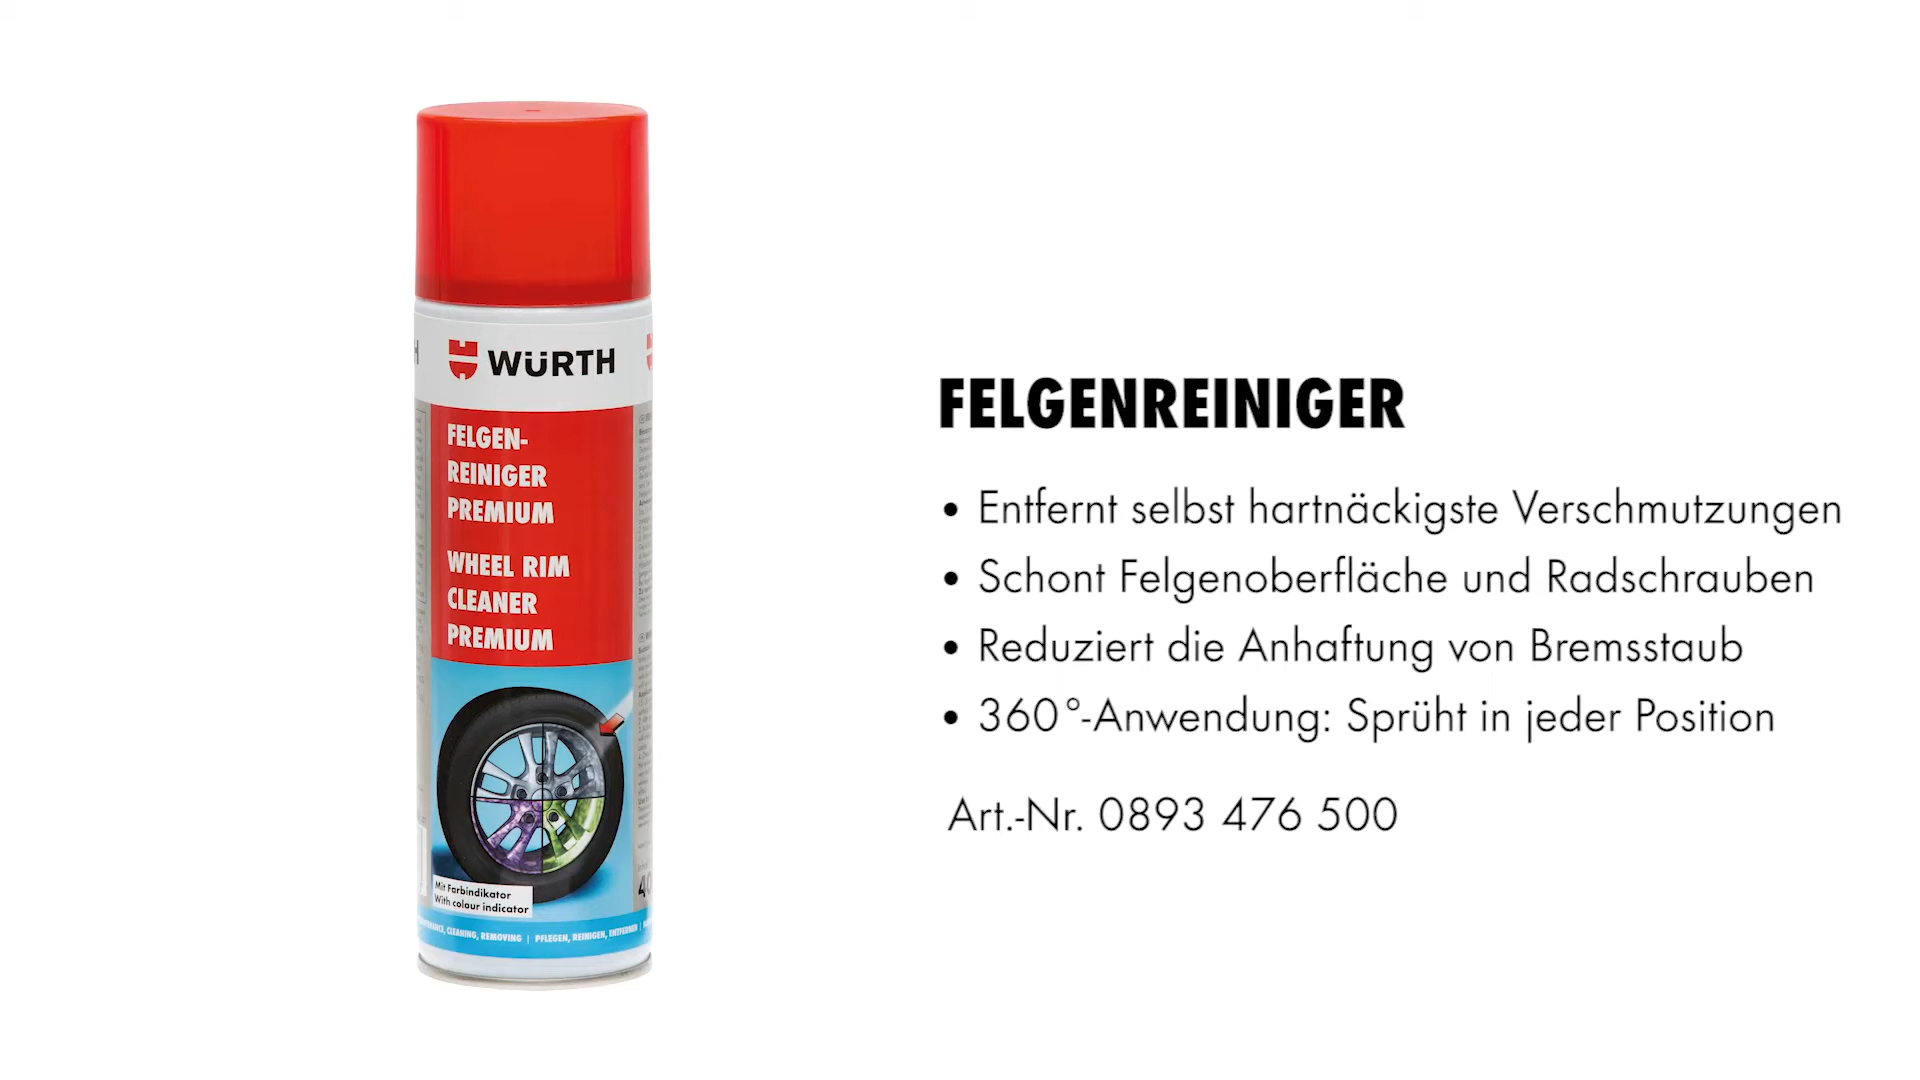 WÜRTH
FELGEN-
REINIGER
PREMIUM
WHEEL RIM
CLEANER
PREMIUM
Mit Farbindikator
With colour indicator
CLEANING, REMOVING | PFLEGEN, REINIGEN, ENTFERNEN |
FELGENREINIGER
• Entfernt selbst hartnäckigste Verschmutzungen
• Schont Felgenoberfläche und Radschrauben
• Reduziert die Anhaftung von Bremsstaub
• 360°-Anwendung: Sprüht in jeder Position
Art.-Nr. 0893 476 500